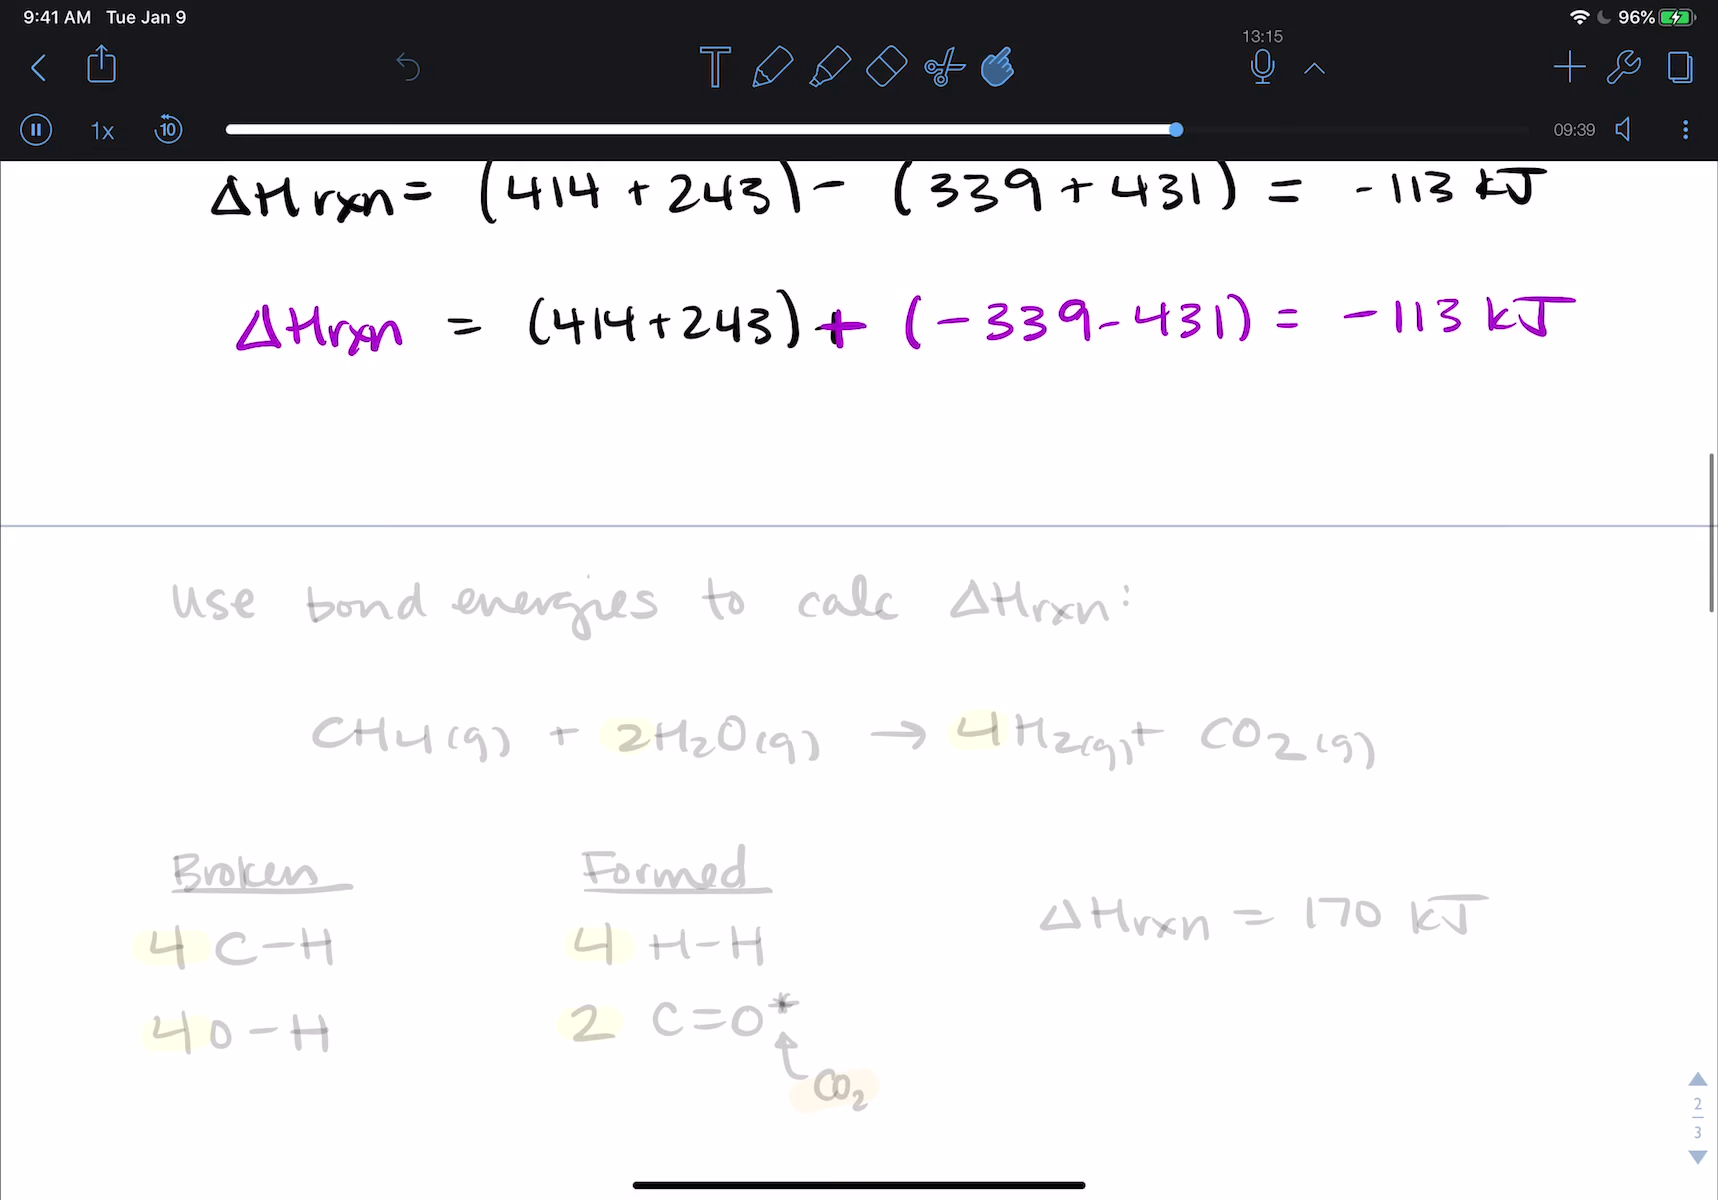 9:41 AM Tue Jan 9
96%
13:15
1x
10
09:39
ΔHrxn = (414 + 243) - (339 + 431) = -113 kJ
ΔHrxn = (414+243) + (-339-431) = -113 kJ
Use bond energies to calc ΔHrxn:
CH4(g) + 2H2O(g) → 4H2(g) + CO2(g)
Broken Formed
ΔHrxn = 170 kJ
4 C-H 4 H-H
4 O-H 2 C=O*
CO2
2
3